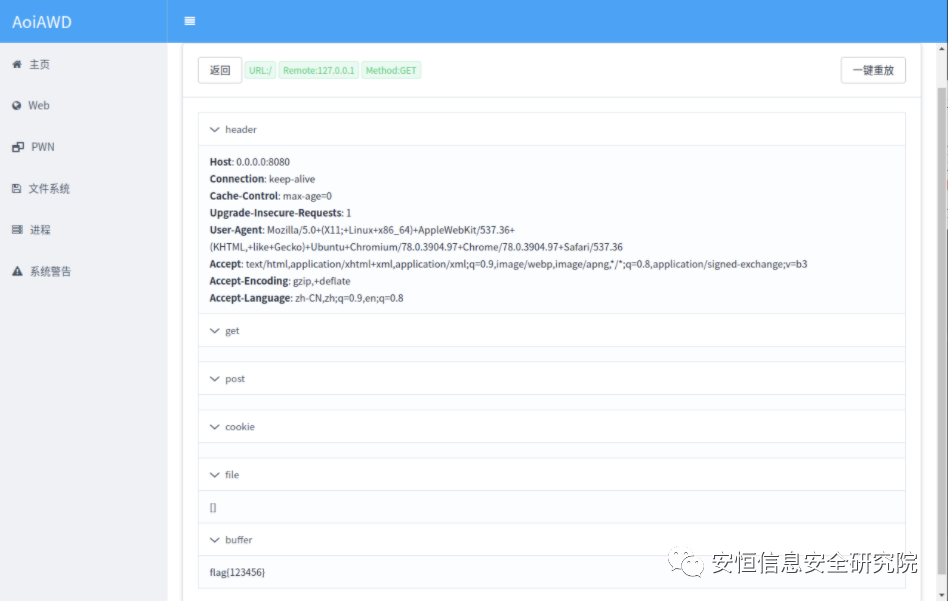 AoiAWD
主页
Web
PWN
文件系统
进程
系统警告
返回 URL:/ Remote:127.0.0.1 Method:GET 一键重放
header
Host: 0.0.0.0:8080
Connection: keep-alive
Cache-Control: max-age=0
Upgrade-Insecure-Requests: 1
User-Agent: Mozilla/5.0+(X11;+Linux+x86_64)+AppleWebKit/537.36+
(KHTML,+like+Gecko)+Ubuntu+Chromium/78.0.3904.97+Chrome/78.0.3904.97+Safari/537.36
Accept: text/html,application/xhtml+xml,application/xml;q=0.9,image/webp,image/apng,*/*;q=0.8,application/signed-exchange;v=b3
Accept-Encoding: gzip,+deflate
Accept-Language: zh-CN,zh;q=0.9,en;q=0.8
get
post
cookie
file
[]
buffer
flag{123456}
安恒信息安全研究院